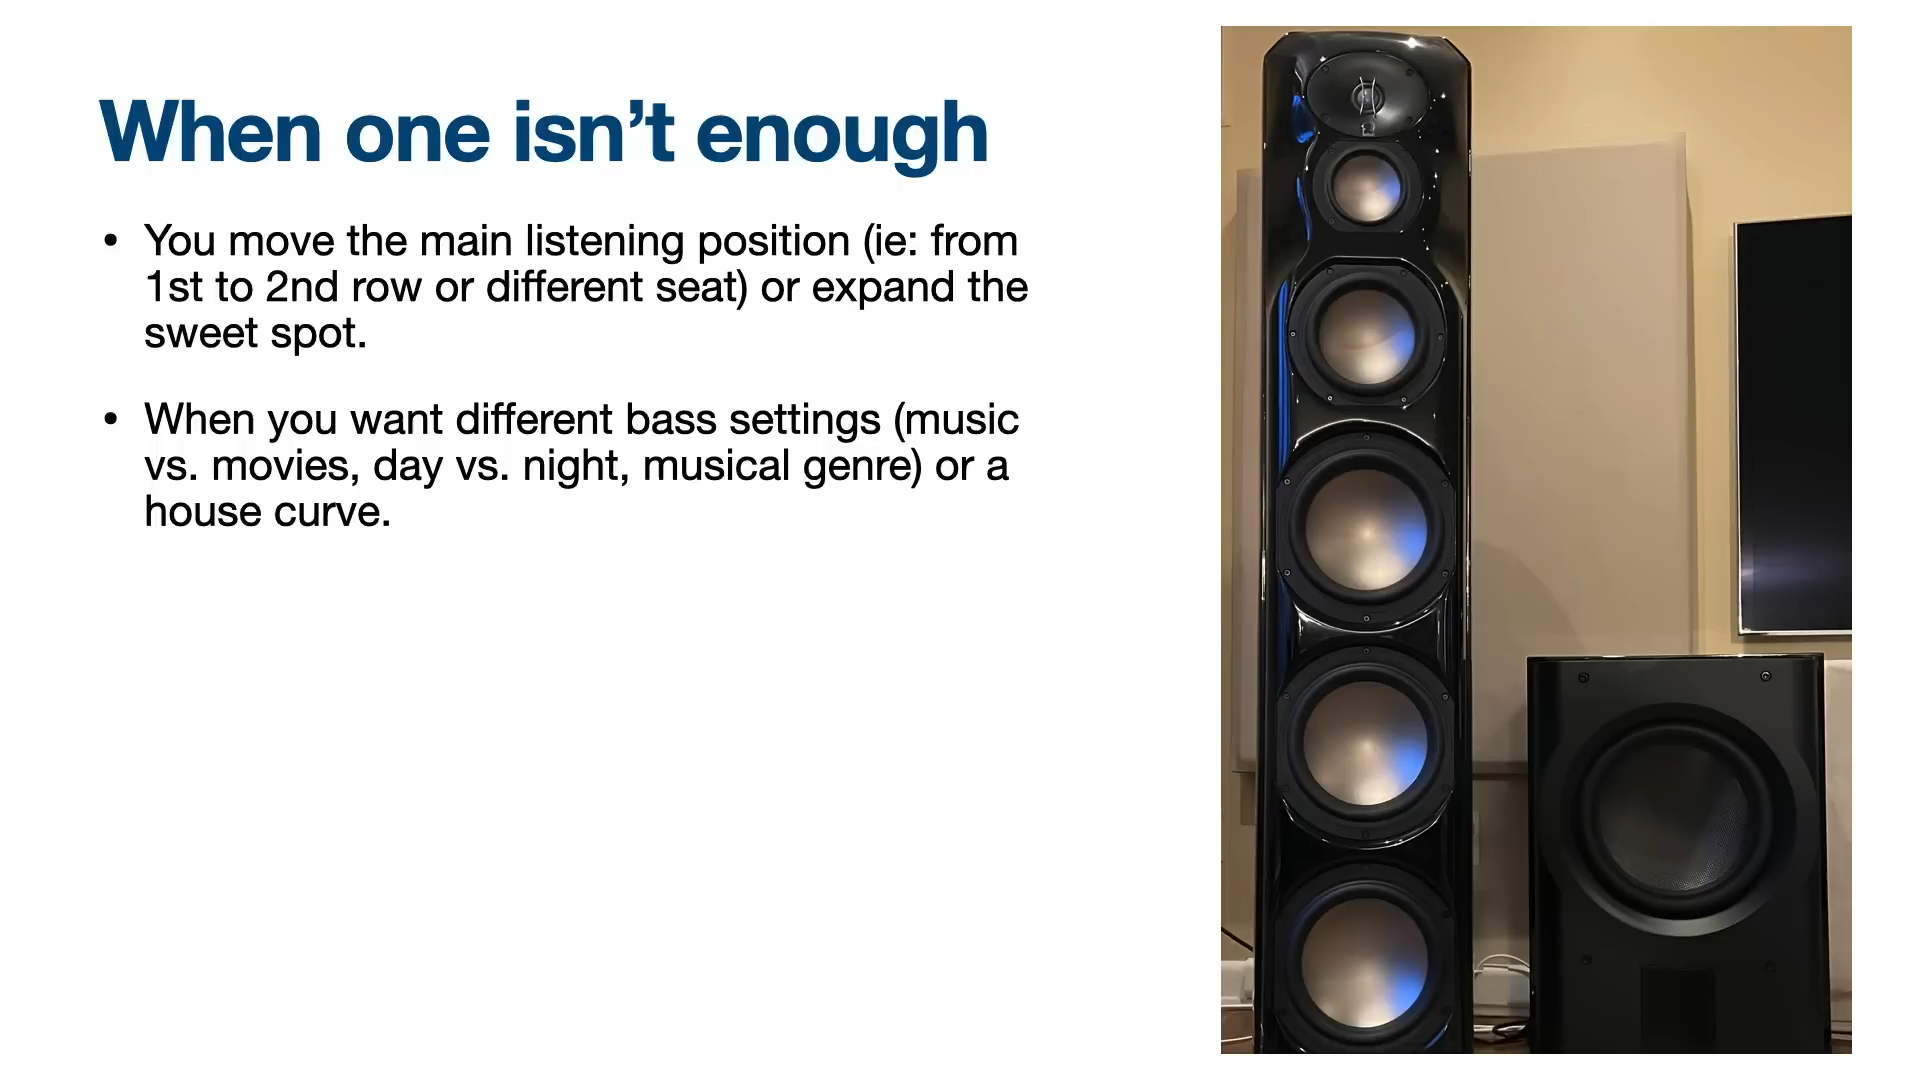 When one isn’t enough
• You move the main listening position (ie: from
1st to 2nd row or different seat) or expand the
sweet spot.
• When you want different bass settings (music
vs. movies, day vs. night, musical genre) or a
house curve.